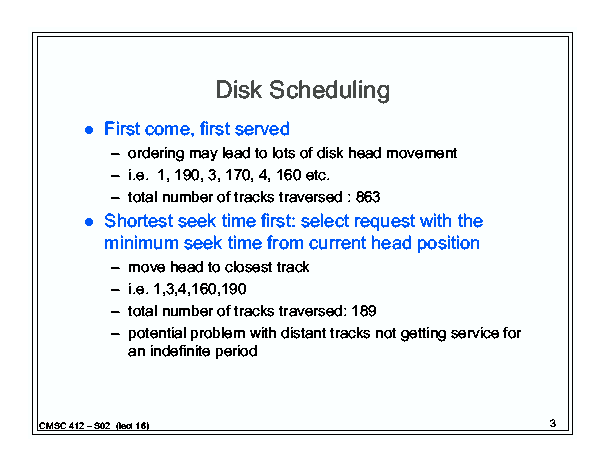 Disk Scheduling
● First come, first served
– ordering may lead to lots of disk head movement
– i.e. 1, 190, 3, 170, 4, 160 etc.
– total number of tracks traversed : 863
● Shortest seek time first: select request with the
minimum seek time from current head position
– move head to closest track
– i.e. 1,3,4,160,190
– total number of tracks traversed: 189
– potential problem with distant tracks not getting service for
an indefinite period
CMSC 412 – S02 (lect 16)
3